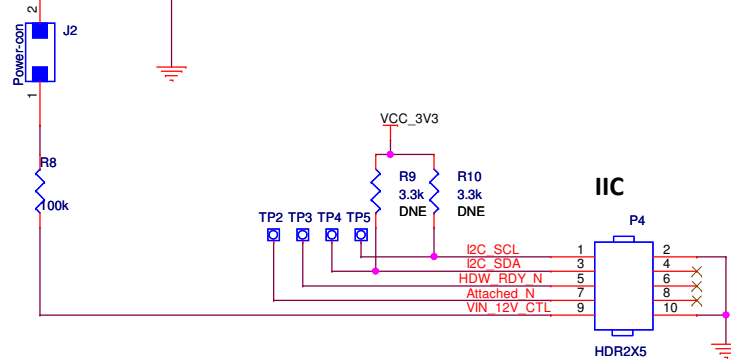 2
J2
Power-con
1
VCC_3V3
R8
100k
R9
3.3k
DNE
R10
3.3k
DNE
IIC
TP2 TP3 TP4 TP5
P4
I2C_SCL 1 2
I2C_SDA 3 4
HDW_RDY_N 5 6
Attached_N 7 8
VIN_12V_CTL 9 10
HDR2X5